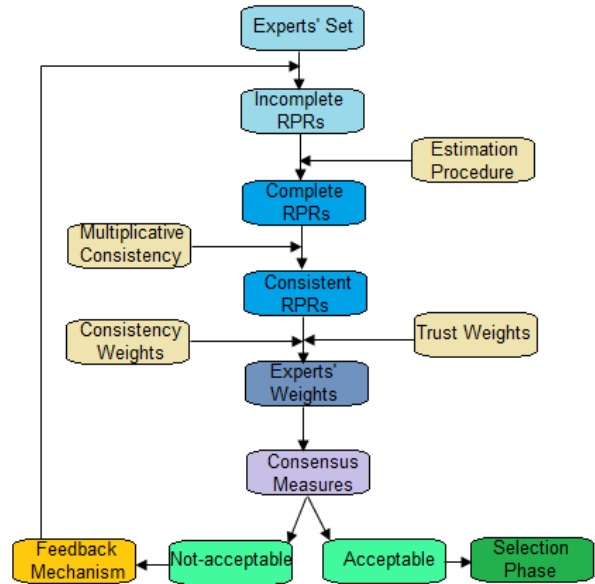 Experts' Set
Incomplete
RPRs
Estimation
Procedure
Complete
RPRs
Multiplicative
Consistency
Consistent
RPRs
Consistency
Weights
Trust Weights
Experts'
Weights
Consensus
Measures
Feedback
Mechanism
Not-acceptable
Acceptable
Selection
Phase